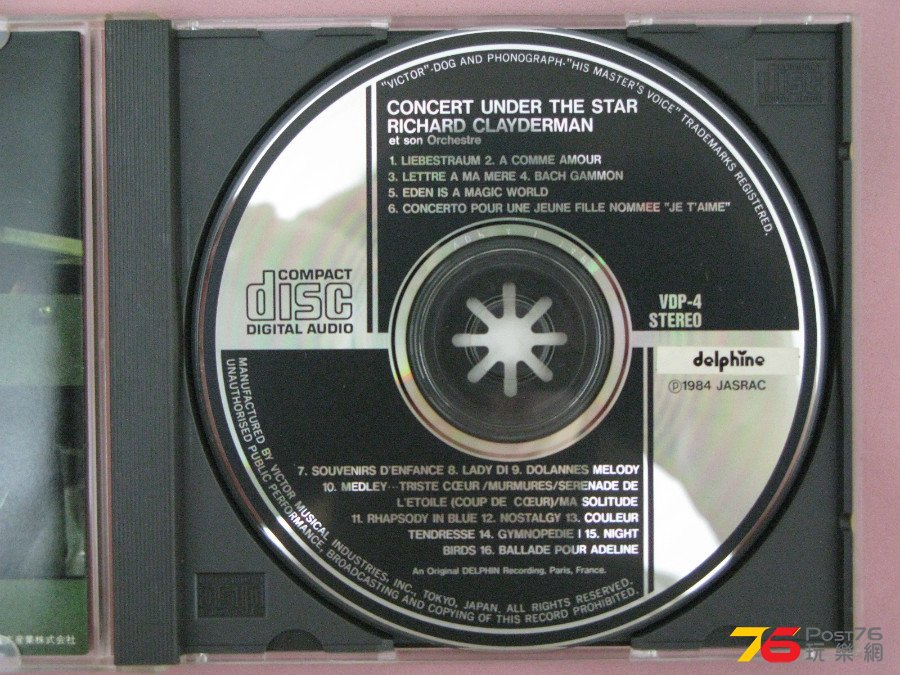 "VICTOR"-DOG AND PHONOGRAPH-"HIS MASTER'S VOICE" TRADEMARKS REGISTERED.
CONCERT UNDER THE STAR
RICHARD CLAYDERMAN
et son Orchestre
1. LIEBESTRAUM 2. A COMME AMOUR
3. LETTRE A MA MERE 4. BACH GAMMON
5. EDEN IS A MAGIC WORLD
6. CONCERTO POUR UNE JEUNE FILLE NOMMEE "JE T'AIME"
COMPACT
disc
DIGITAL AUDIO
VDP-4
STEREO
delphine
Ⓟ1984 JASRAC
7. SOUVENIRS D'ENFANCE 8. LADY DI 9. DOLANNES MELODY
10. MEDLEY···TRISTE CŒUR/MURMURES/SERENADE DE
L'ETOILE (COUP DE CŒUR)/MA SOLITUDE
11. RHAPSODY IN BLUE 12. NOSTALGY 13. COULEUR
TENDRESSE 14. GYMNOPEDIE I 15. NIGHT
BIRDS 16. BALLADE POUR ADELINE
An Original DELPHIN Recording, Paris, France.
MANUFACTURED BY VICTOR MUSICAL INDUSTRIES, INC., TOKYO, JAPAN. ALL RIGHTS RESERVED.
UNAUTHORISED PUBLIC PERFORMANCE, BROADCASTING AND COPYING OF THIS RECORD PROHIBITED.
産業株式会社
76 Post76
玩樂網